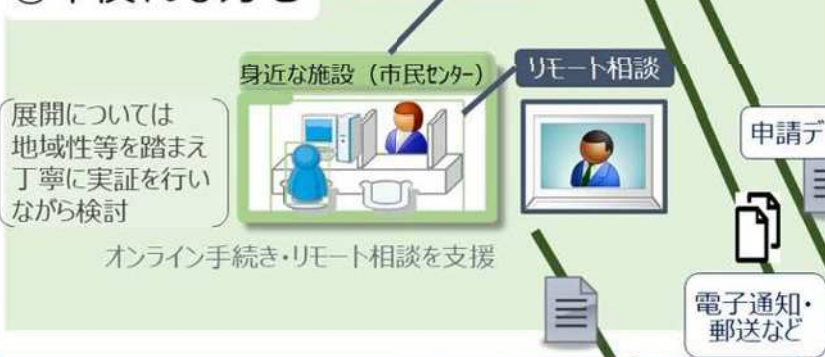 身近な施設（市民センター）
リモート相談
展開については
地域性等を踏まえ
丁寧に実証を行い
ながら検討
申請デ
オンライン手続き・リモート相談を支援
電子通知・
郵送など